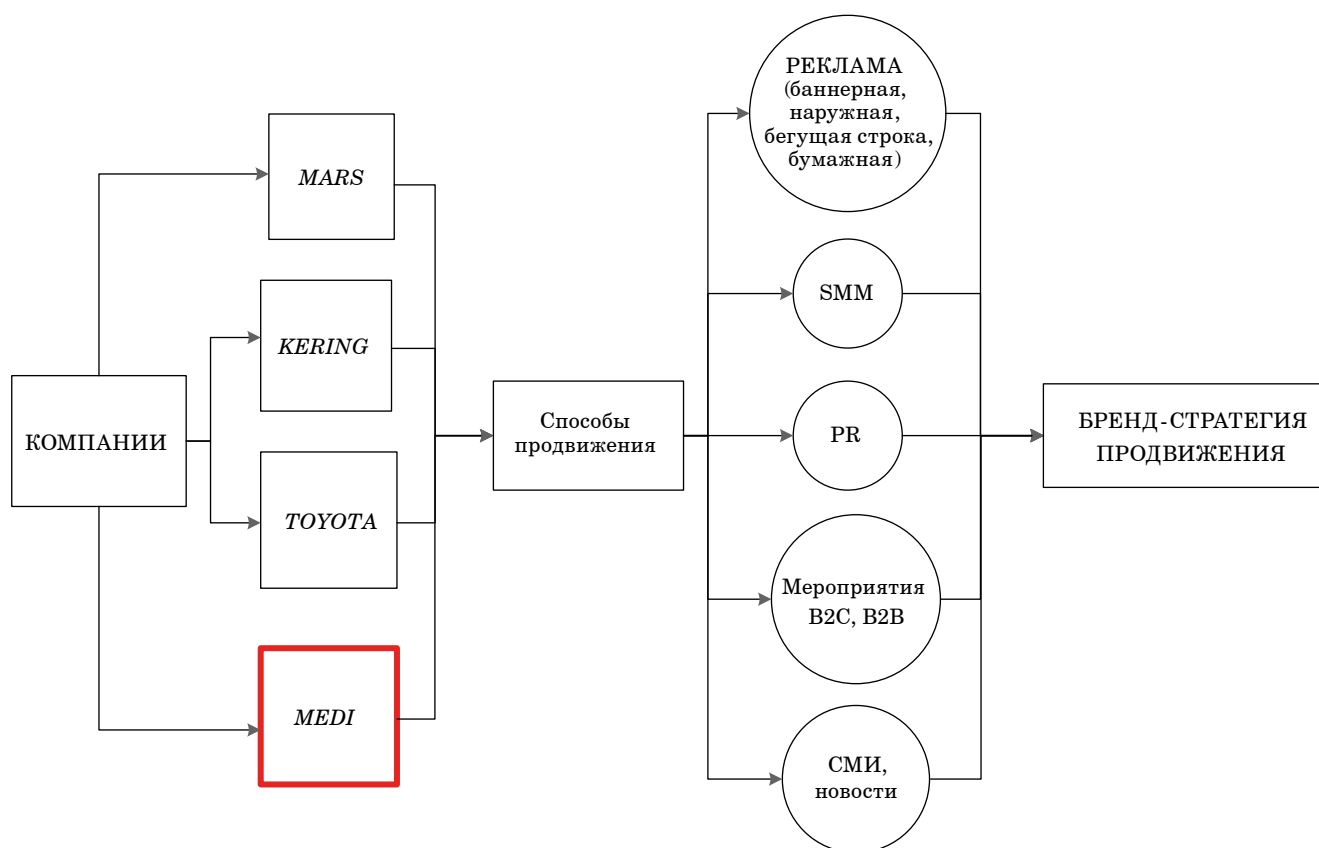 КОМПАНИИ
MARS
KERING
TOYOTA
MEDI
Способы
продвижения
РЕКЛАМА
(баннерная,
наружная,
бегущая строка,
бумажная)
SMM
PR
Мероприятия
B2C, B2B
СМИ,
новости
БРЕНД-СТРАТЕГИЯ
ПРОДВИЖЕНИЯ